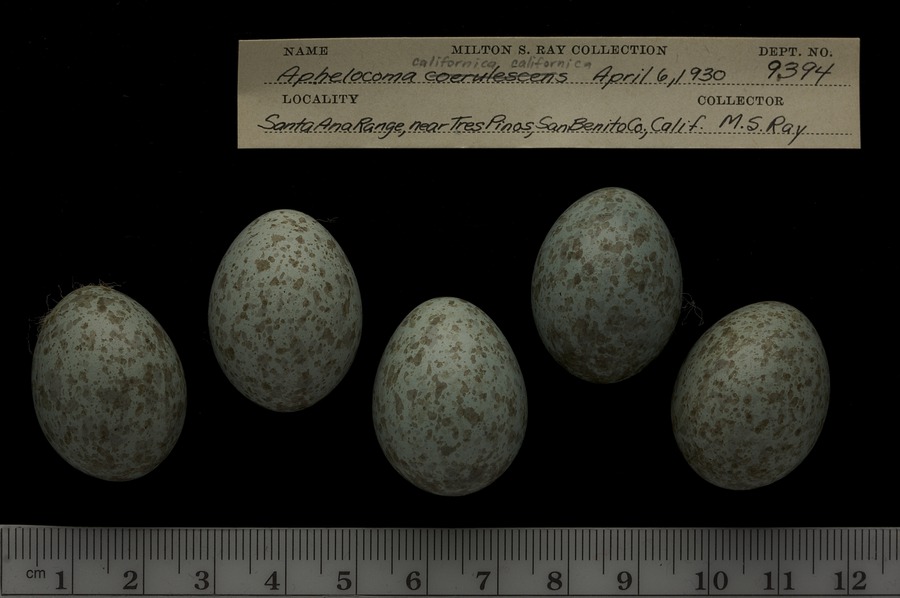 NAME MILTON S. RAY COLLECTION DEPT. NO.
californica californica
Aphelocoma coerulescens April 6, 1930 9394
LOCALITY COLLECTOR
Santa Ana Range, near Tres Pinos, San Benito Co, Calif. M. S. Ray
cm 1 2 3 4 5 6 7 8 9 10 11 12